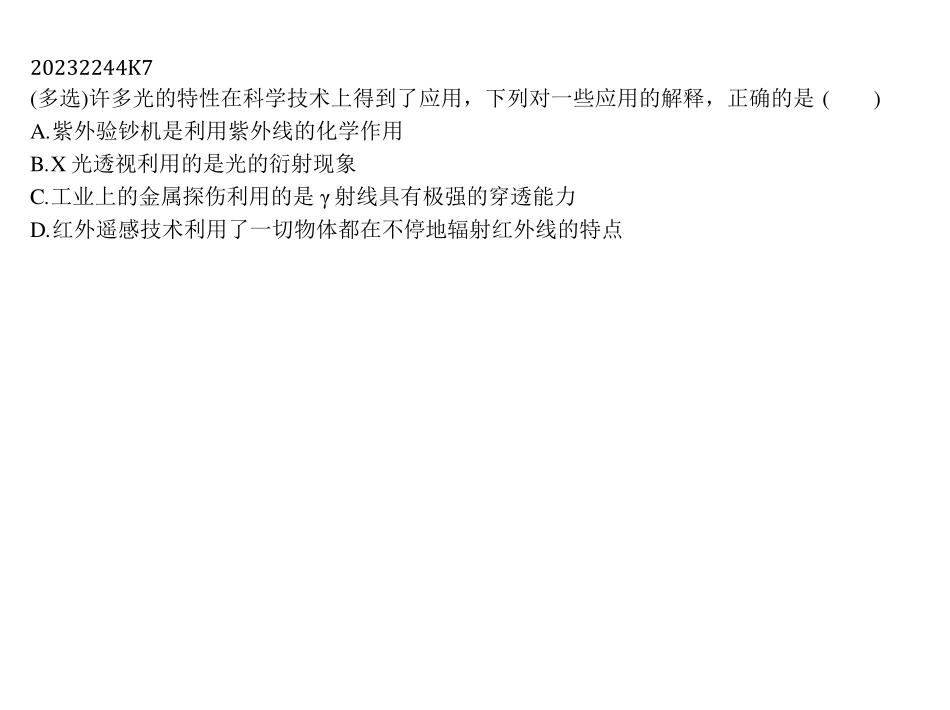 20232244K7
(多选)许多光的特性在科学技术上得到了应用，下列对一些应用的解释，正确的是 (　　)
A.紫外验钞机是利用紫外线的化学作用
B.X 光透视利用的是光的衍射现象
C.工业上的金属探伤利用的是 γ 射线具有极强的穿透能力
D.红外遥感技术利用了一切物体都在不停地辐射红外线的特点